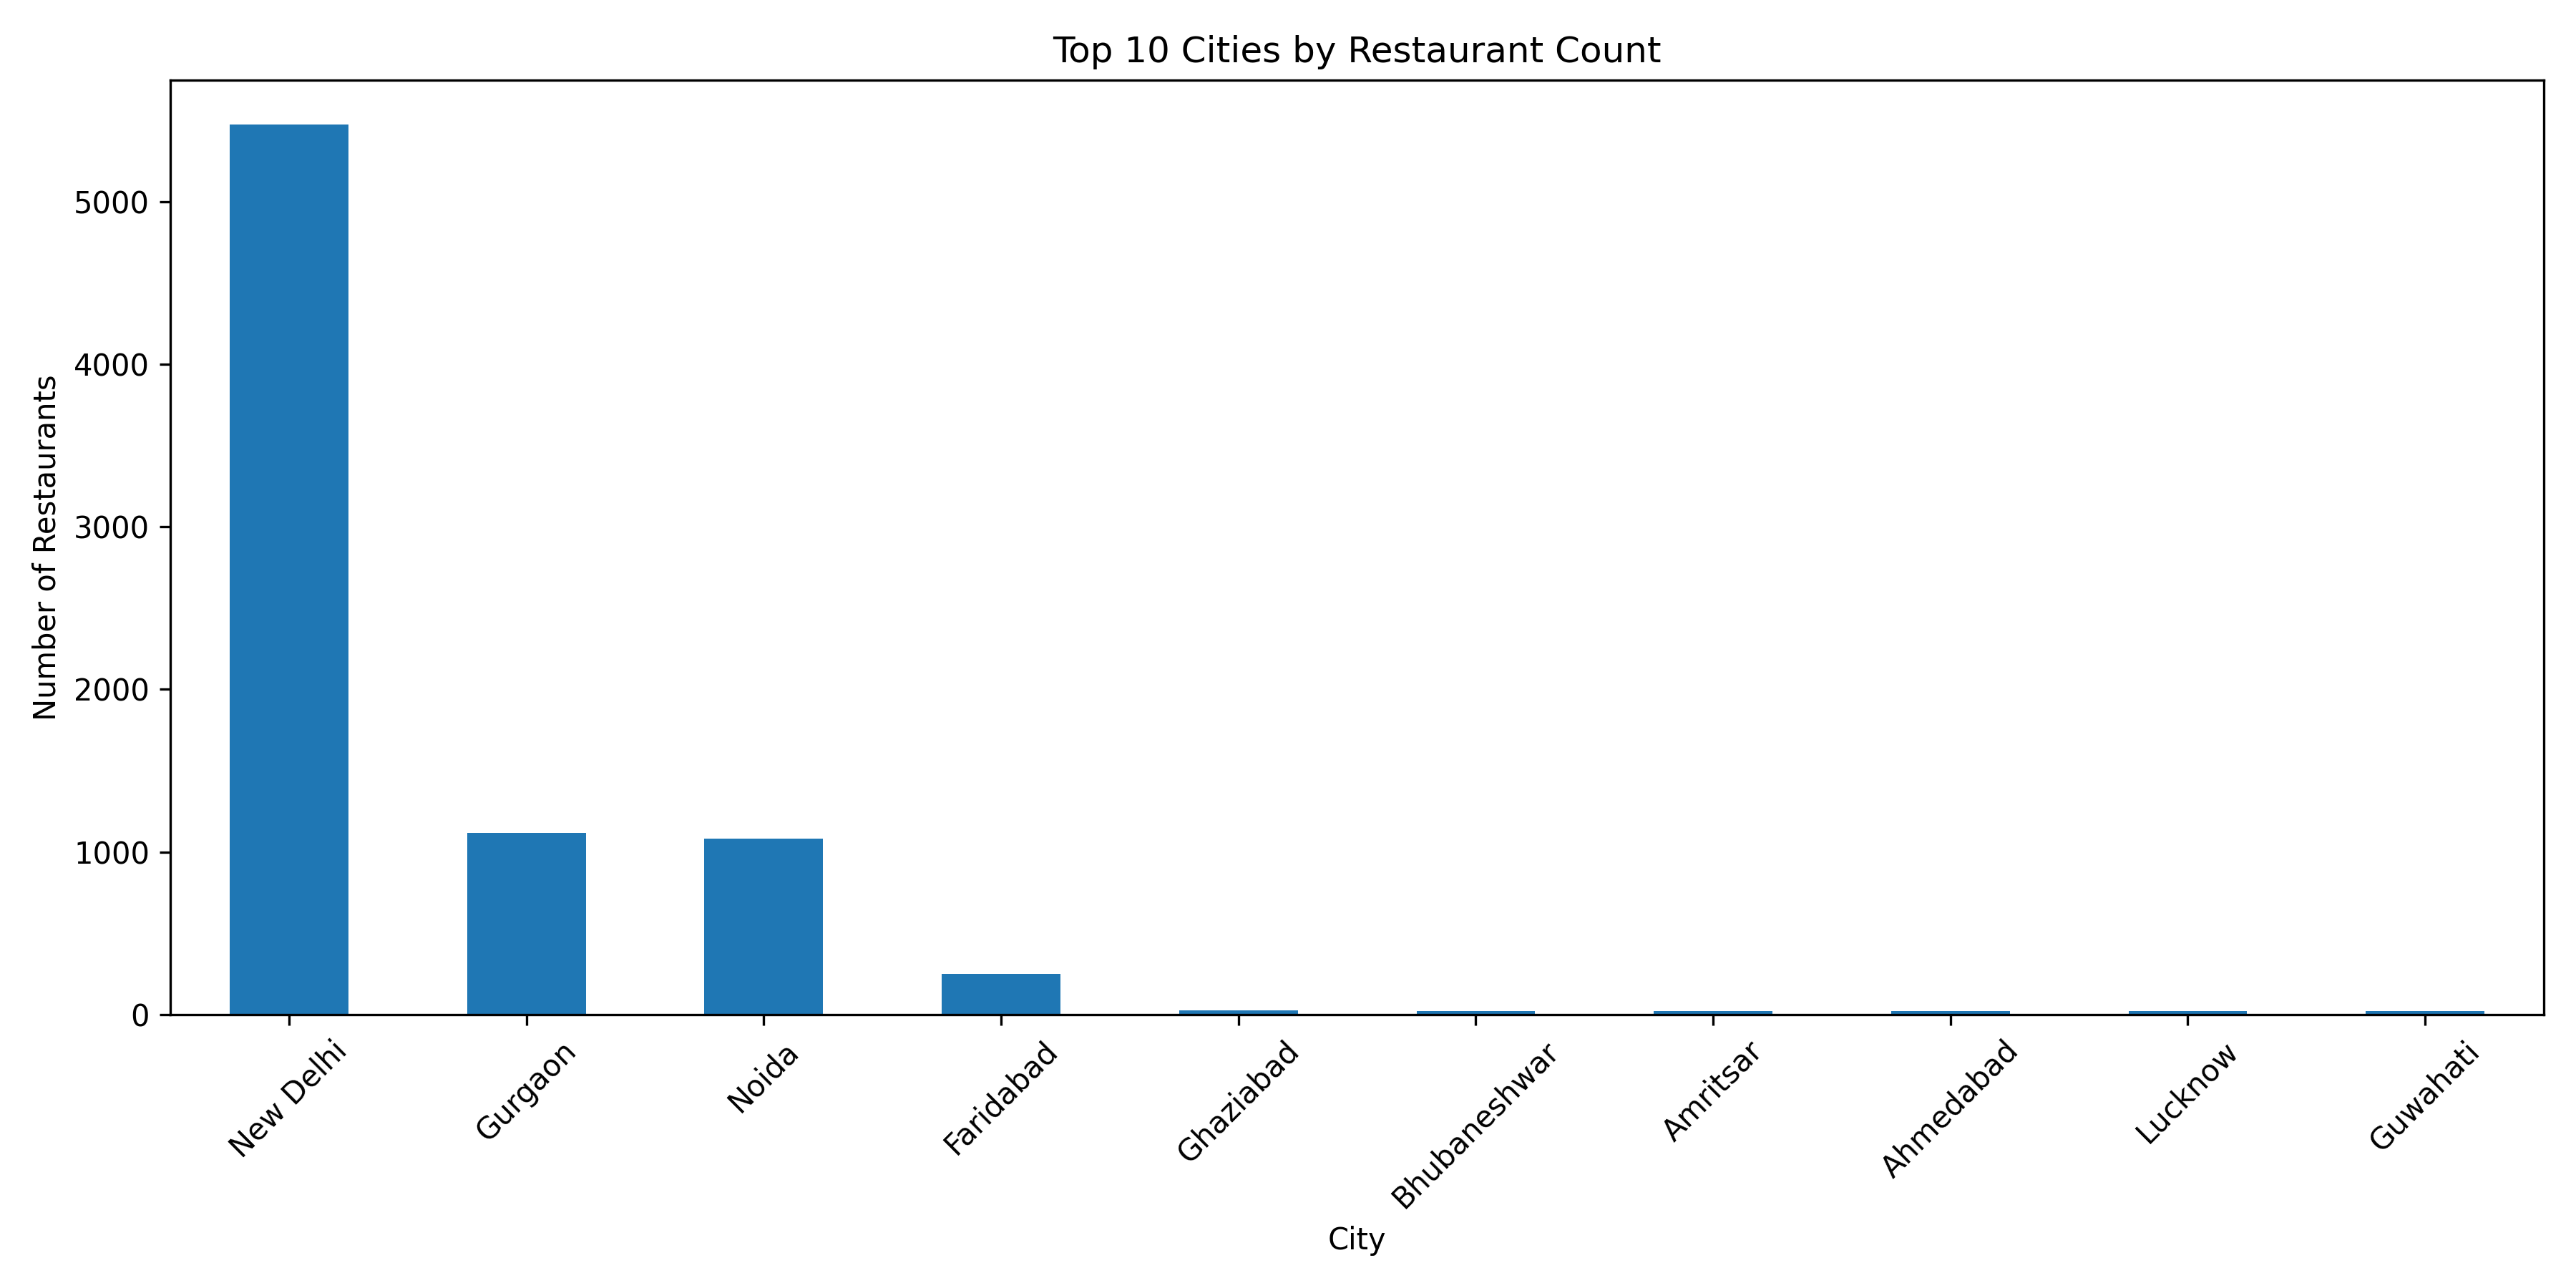 Top 10 Cities by Restaurant Count
Number of Restaurants
5000
4000
3000
2000
1000
0
New Delhi
Gurgaon
Noida
Faridabad
Ghaziabad
Bhubaneshwar
Amritsar
Ahmedabad
Lucknow
Guwahati
City